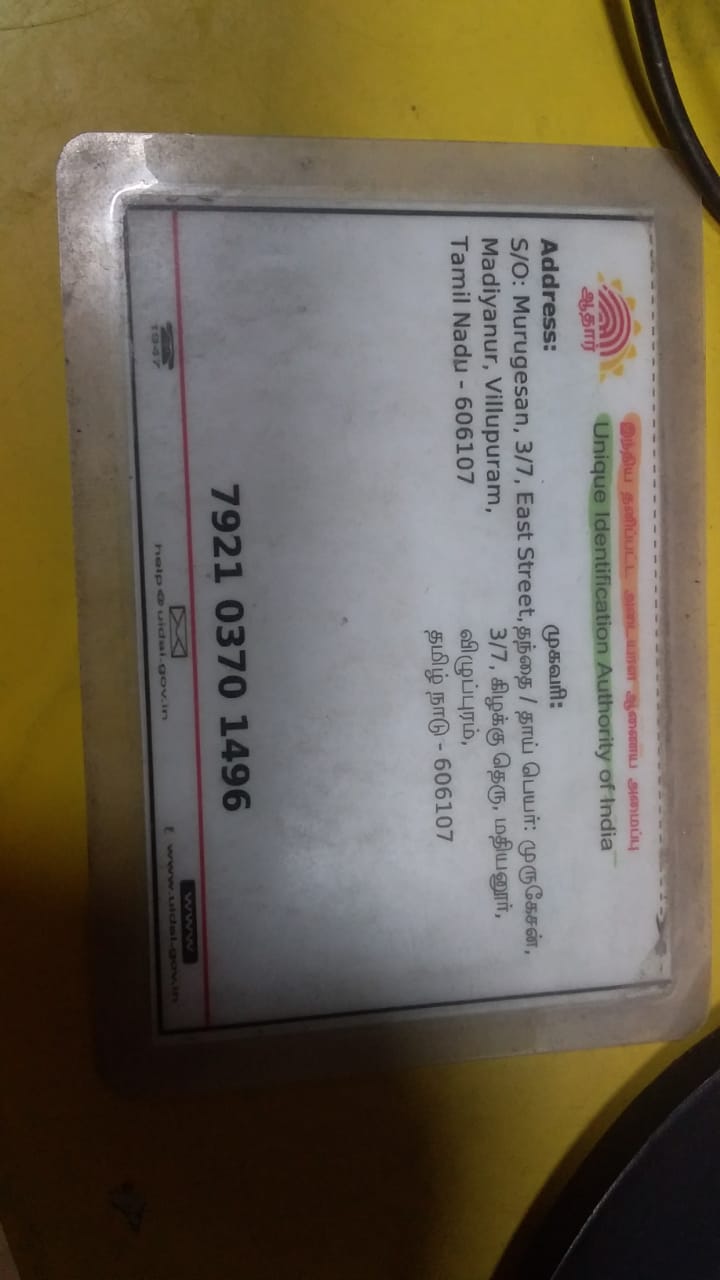 இந்திய தனிப்பட்ட அடையாள ஆணைய அமைப்பு
Unique Identification Authority of India
ஆதார்
Address:
S/O: Murugesan, 3/7, East Street,
Madiyanur, Villupuram,
Tamil Nadu - 606107
முகவரி:
தந்தை / தாய் பெயர்: முருகேசன்,
3/7, கிழக்கு தெரு, மதியனூர்,
விழுப்புரம்,
தமிழ் நாடு - 606107
7921 0370 1496
1947
help@uidai.gov.in
www
www.uidai.gov.in